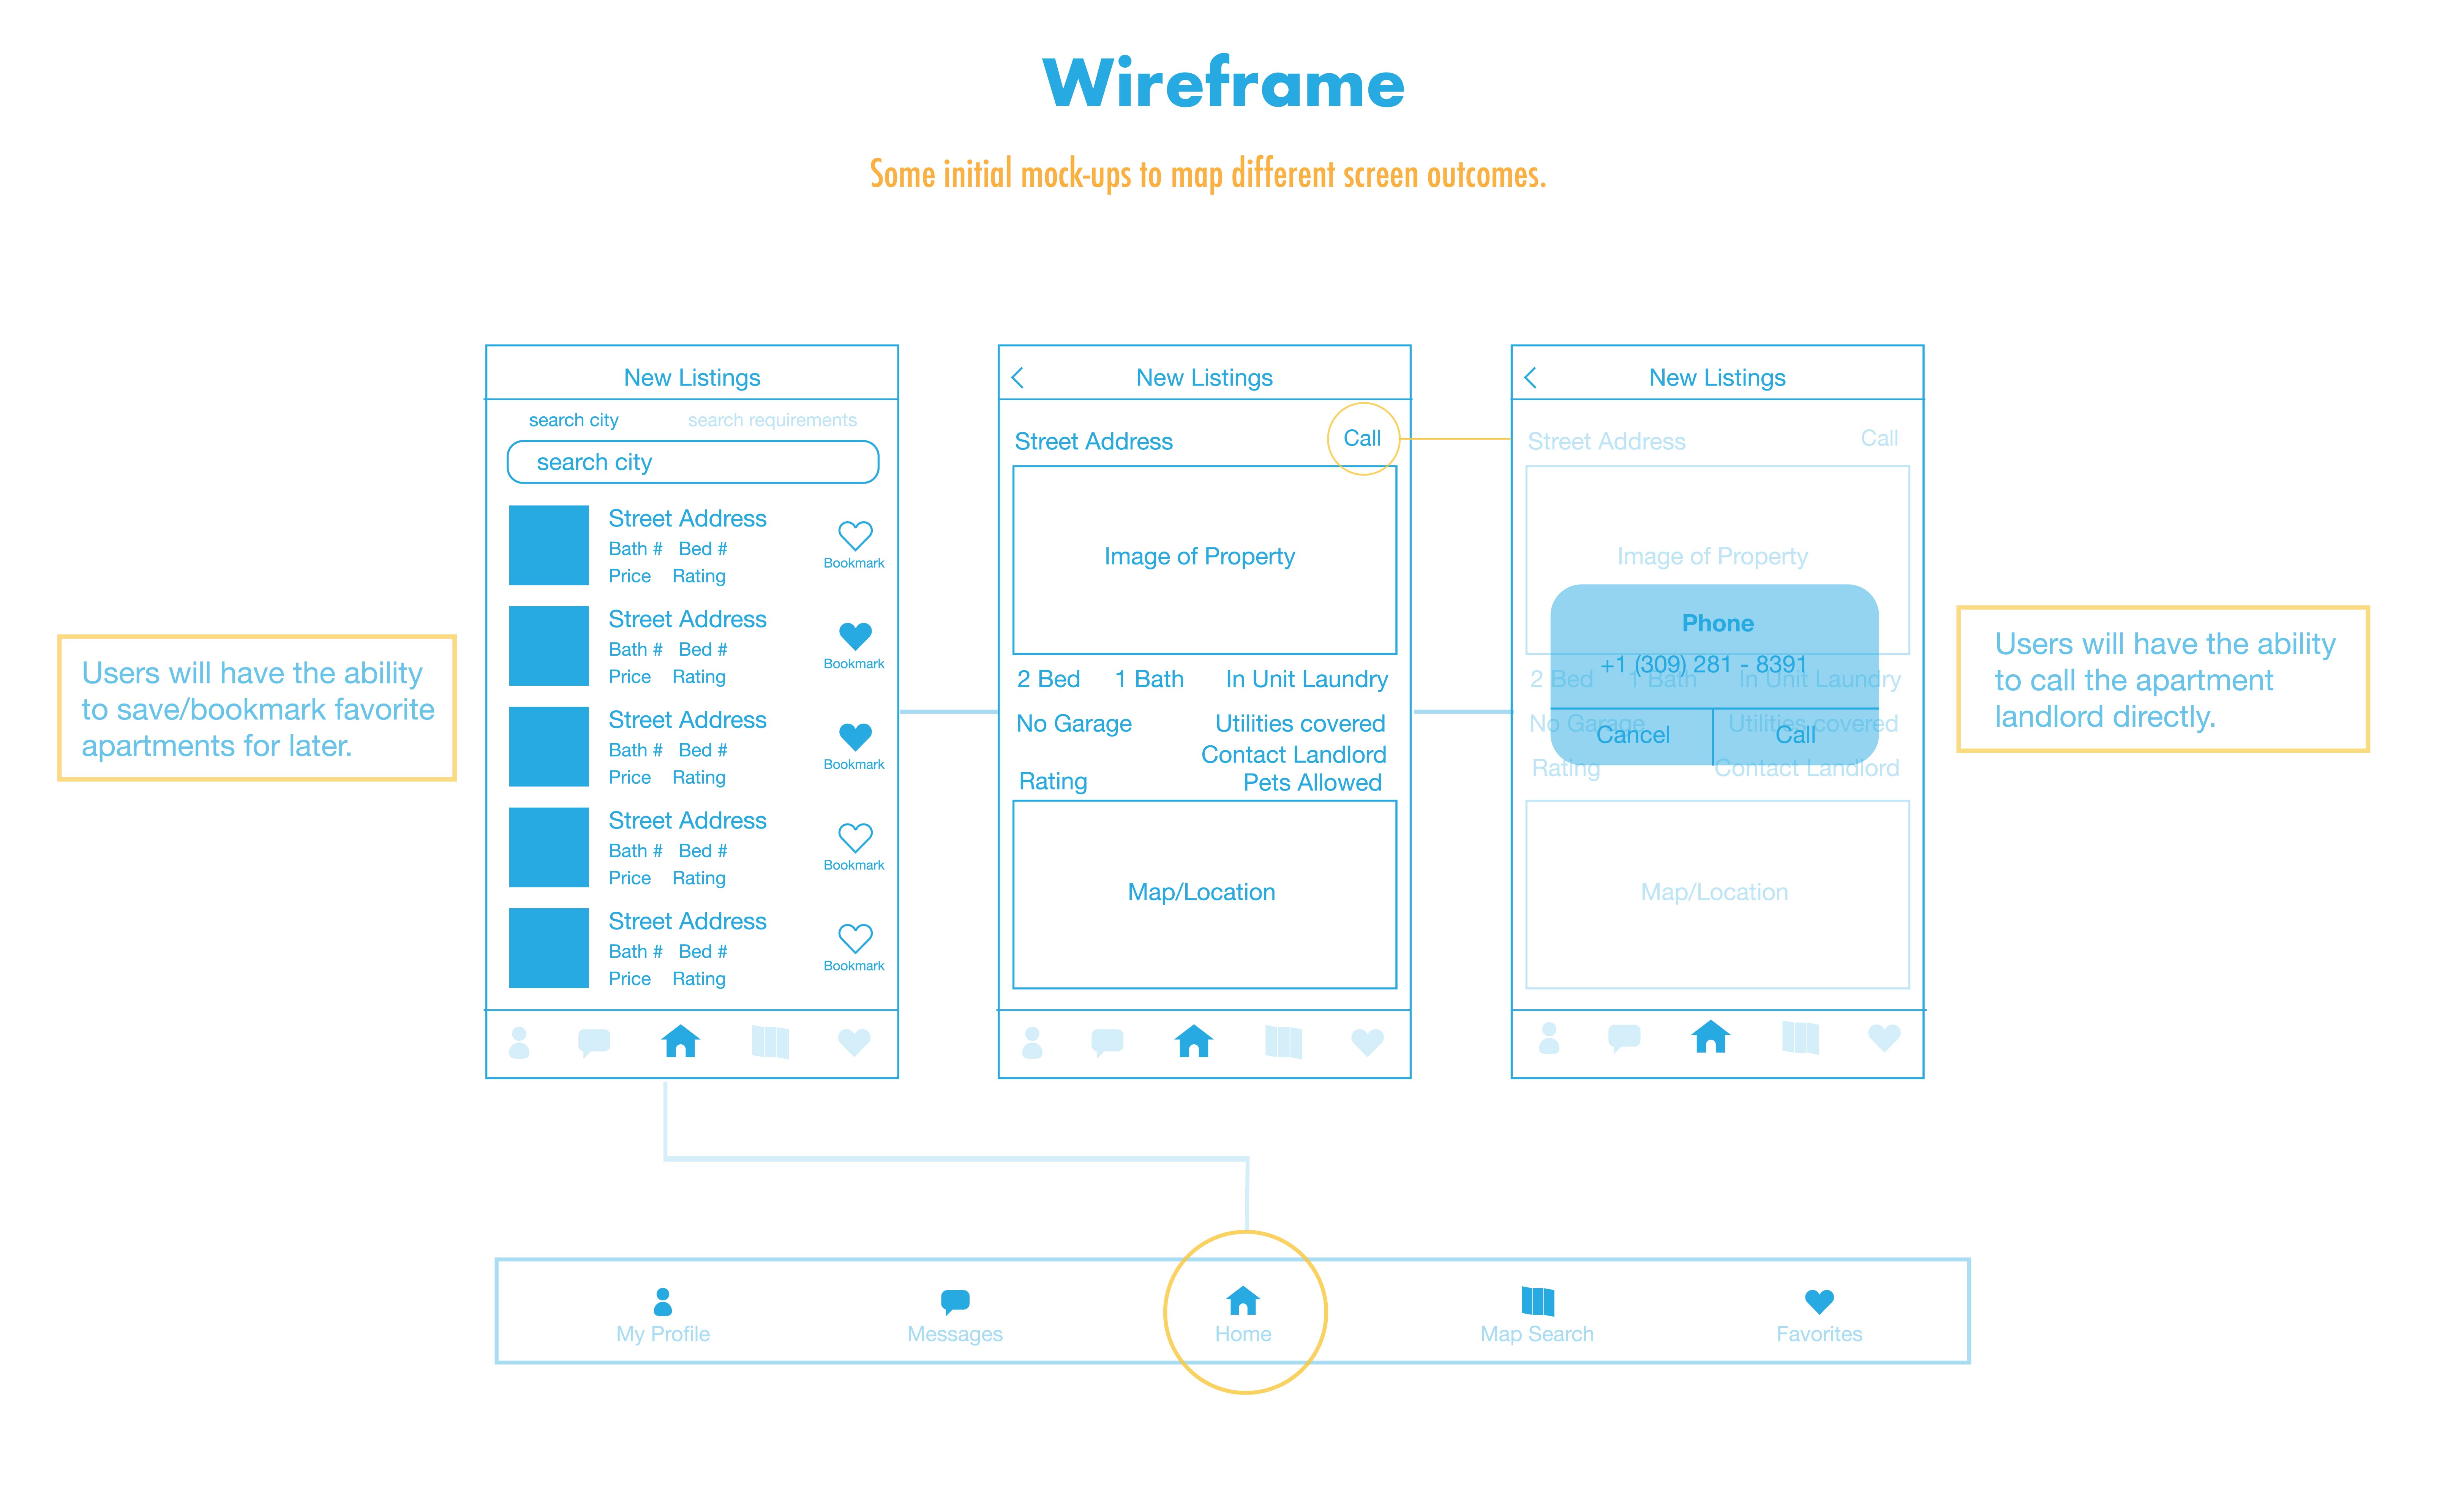 Wireframe
Some initial mock-ups to map different screen outcomes.
Users will have the ability
to save/bookmark favorite
apartments for later.
New Listings
search city search requirements
search city
Street Address
Bath # Bed #
Price Rating
Bookmark
Street Address
Bath # Bed #
Price Rating
Bookmark
Street Address
Bath # Bed #
Price Rating
Bookmark
Street Address
Bath # Bed #
Price Rating
Bookmark
Street Address
Bath # Bed #
Price Rating
Bookmark
New Listings
Street Address Call
Image of Property
2 Bed 1 Bath In Unit Laundry
No Garage Utilities covered
Contact Landlord
Rating Pets Allowed
Map/Location
New Listings
Street Address Call
Image of Property
Phone
+1 (309) 281 - 8391
2 Bed 1 Bath In Unit Laundry
No Garage Utilities covered
Cancel Call
Rating Contact Landlord
Map/Location
Users will have the ability
to call the apartment
landlord directly.
My Profile Messages Home Map Search Favorites